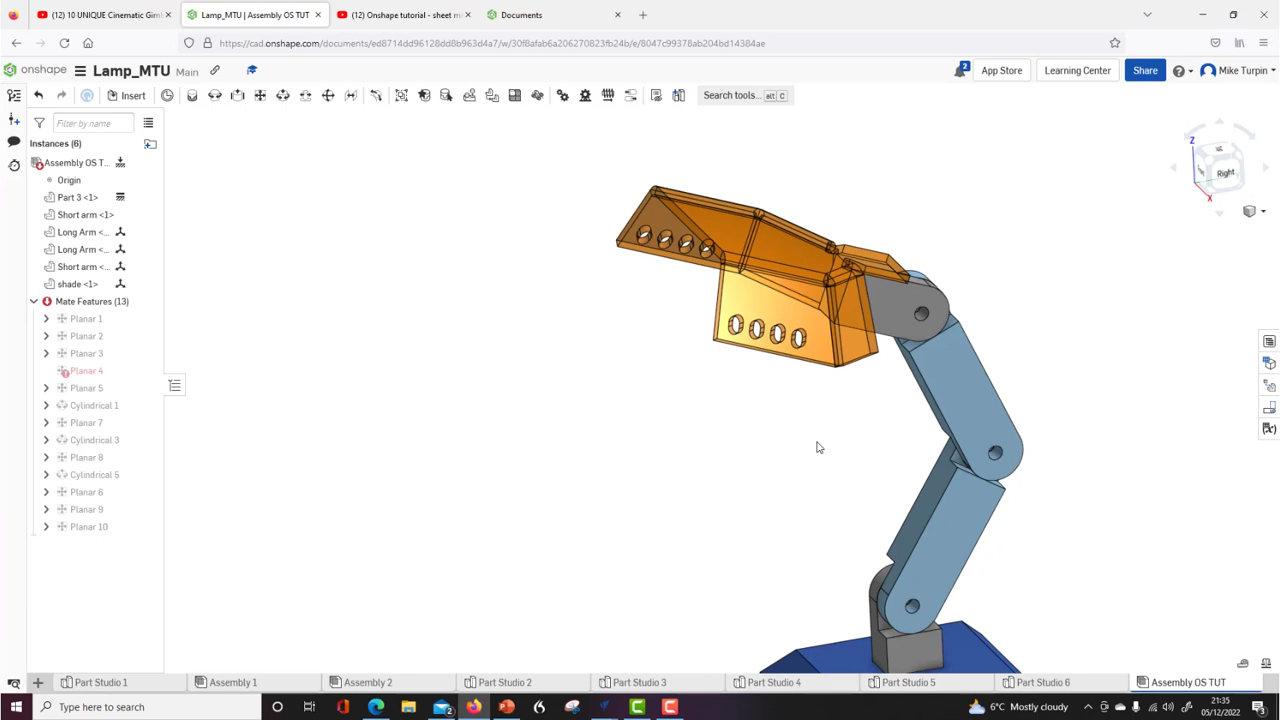 (12) 10 UNIQUE Cinematic Giml
Lamp_MTU | Assembly OS TUT
(12) Onshape tutorial - sheet m
Documents
https://cad.onshape.com/documents/ed8714dd96128dd8b963d4a7/w/30f8afab6a206270823fb24b/e/8047c99378ab204bd14384ae
onshape
Lamp_MTU
Main
2
App Store
Learning Center
Share
Mike Turpin
Insert
Search tools...
alt
C
Filter by name
Instances (6)
Assembly OS T...
Origin
Part 3 <1>
Short arm <1>
Long Arm <...
Long Arm <...
Short arm <...
shade <1>
Mate Features (13)
Planar 1
Planar 2
Planar 3
Planar 4
Planar 5
Cylindrical 1
Planar 7
Cylindrical 3
Planar 8
Cylindrical 5
Planar 6
Planar 9
Planar 10
Z
Right
X
Part Studio 1
Assembly 1
Assembly 2
Part Studio 2
Part Studio 3
Part Studio 4
Part Studio 5
Part Studio 6
Assembly OS TUT
Type here to search
6°C Mostly cloudy
21:35
05/12/2022